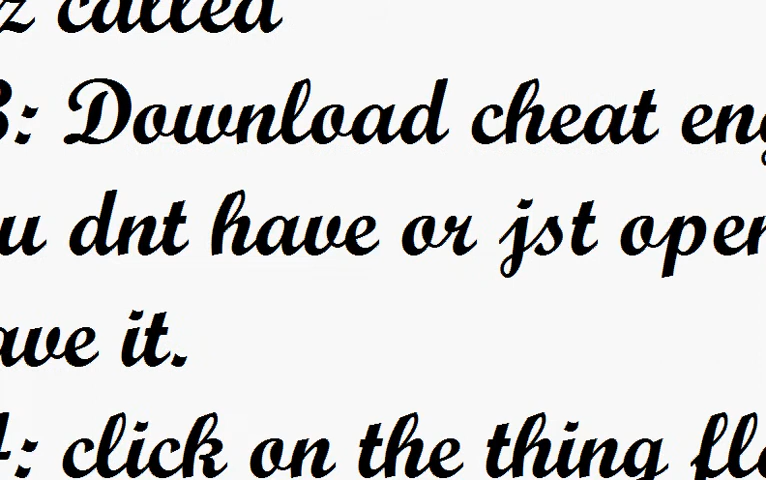 z called
3: Download cheat eng
u dnt have or jst open
ave it.
4: click on the thing fl